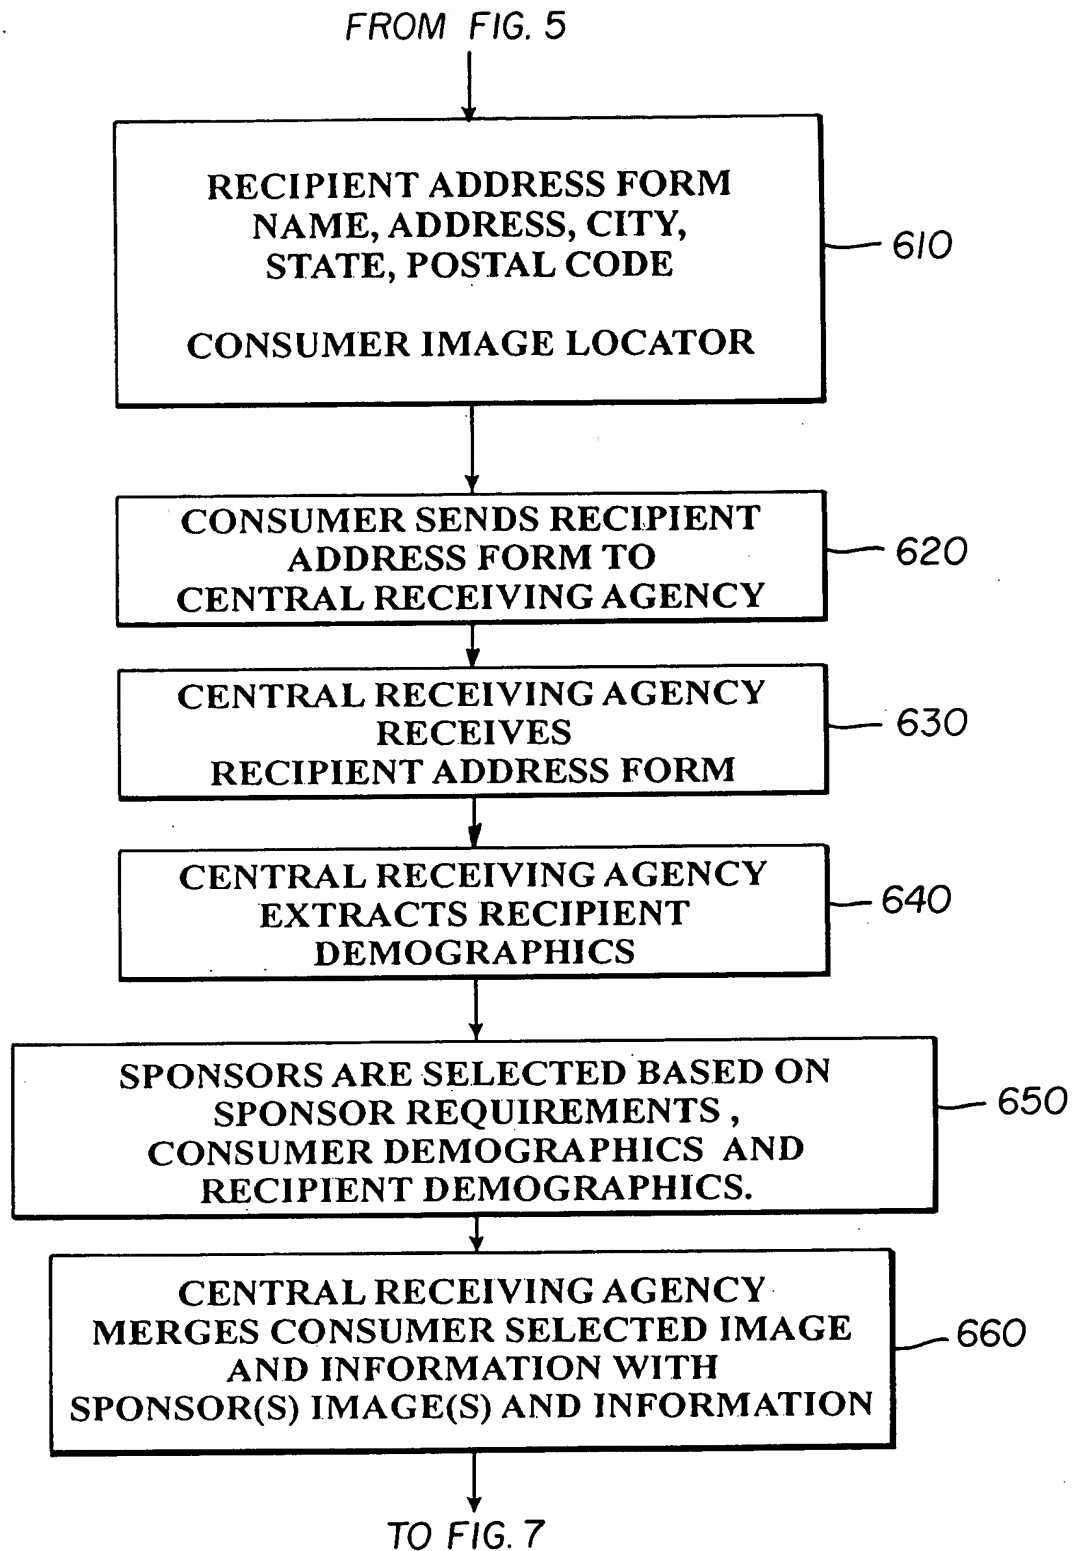 FROM FIG. 5
RECIPIENT ADDRESS FORM
NAME, ADDRESS, CITY,
STATE, POSTAL CODE
CONSUMER IMAGE LOCATOR
610
CONSUMER SENDS RECIPIENT
ADDRESS FORM TO
CENTRAL RECEIVING AGENCY
620
CENTRAL RECEIVING AGENCY
RECEIVES
RECIPIENT ADDRESS FORM
630
CENTRAL RECEIVING AGENCY
EXTRACTS RECIPIENT
DEMOGRAPHICS
640
SPONSORS ARE SELECTED BASED ON
SPONSOR REQUIREMENTS ,
CONSUMER DEMOGRAPHICS AND
RECIPIENT DEMOGRAPHICS.
650
CENTRAL RECEIVING AGENCY
MERGES CONSUMER SELECTED IMAGE
AND INFORMATION WITH
SPONSOR(S) IMAGE(S) AND INFORMATION
660
TO FIG. 7